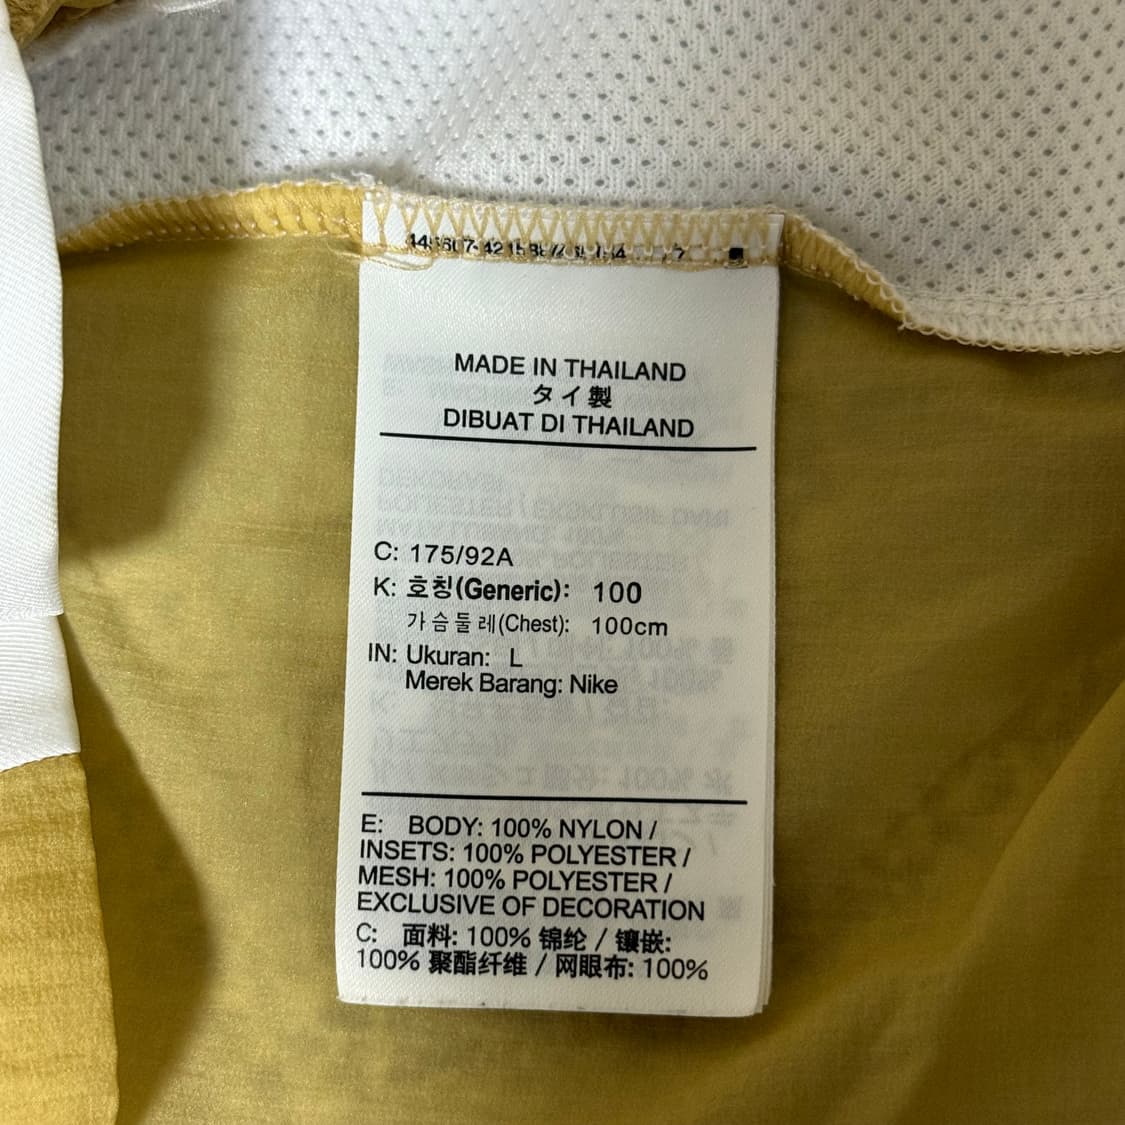 MADE IN THAILAND
タイ製
DIBUAT DI THAILAND
C: 175/92A
K: 호칭(Generic): 100
가슴둘레(Chest): 100cm
IN: Ukuran: L
Merek Barang: Nike
E: BODY: 100% NYLON /
INSETS: 100% POLYESTER /
MESH: 100% POLYESTER /
EXCLUSIVE OF DECORATION
C: 面料: 100% 锦纶 / 镶嵌:
100% 聚酯纤维 / 网眼布: 100%